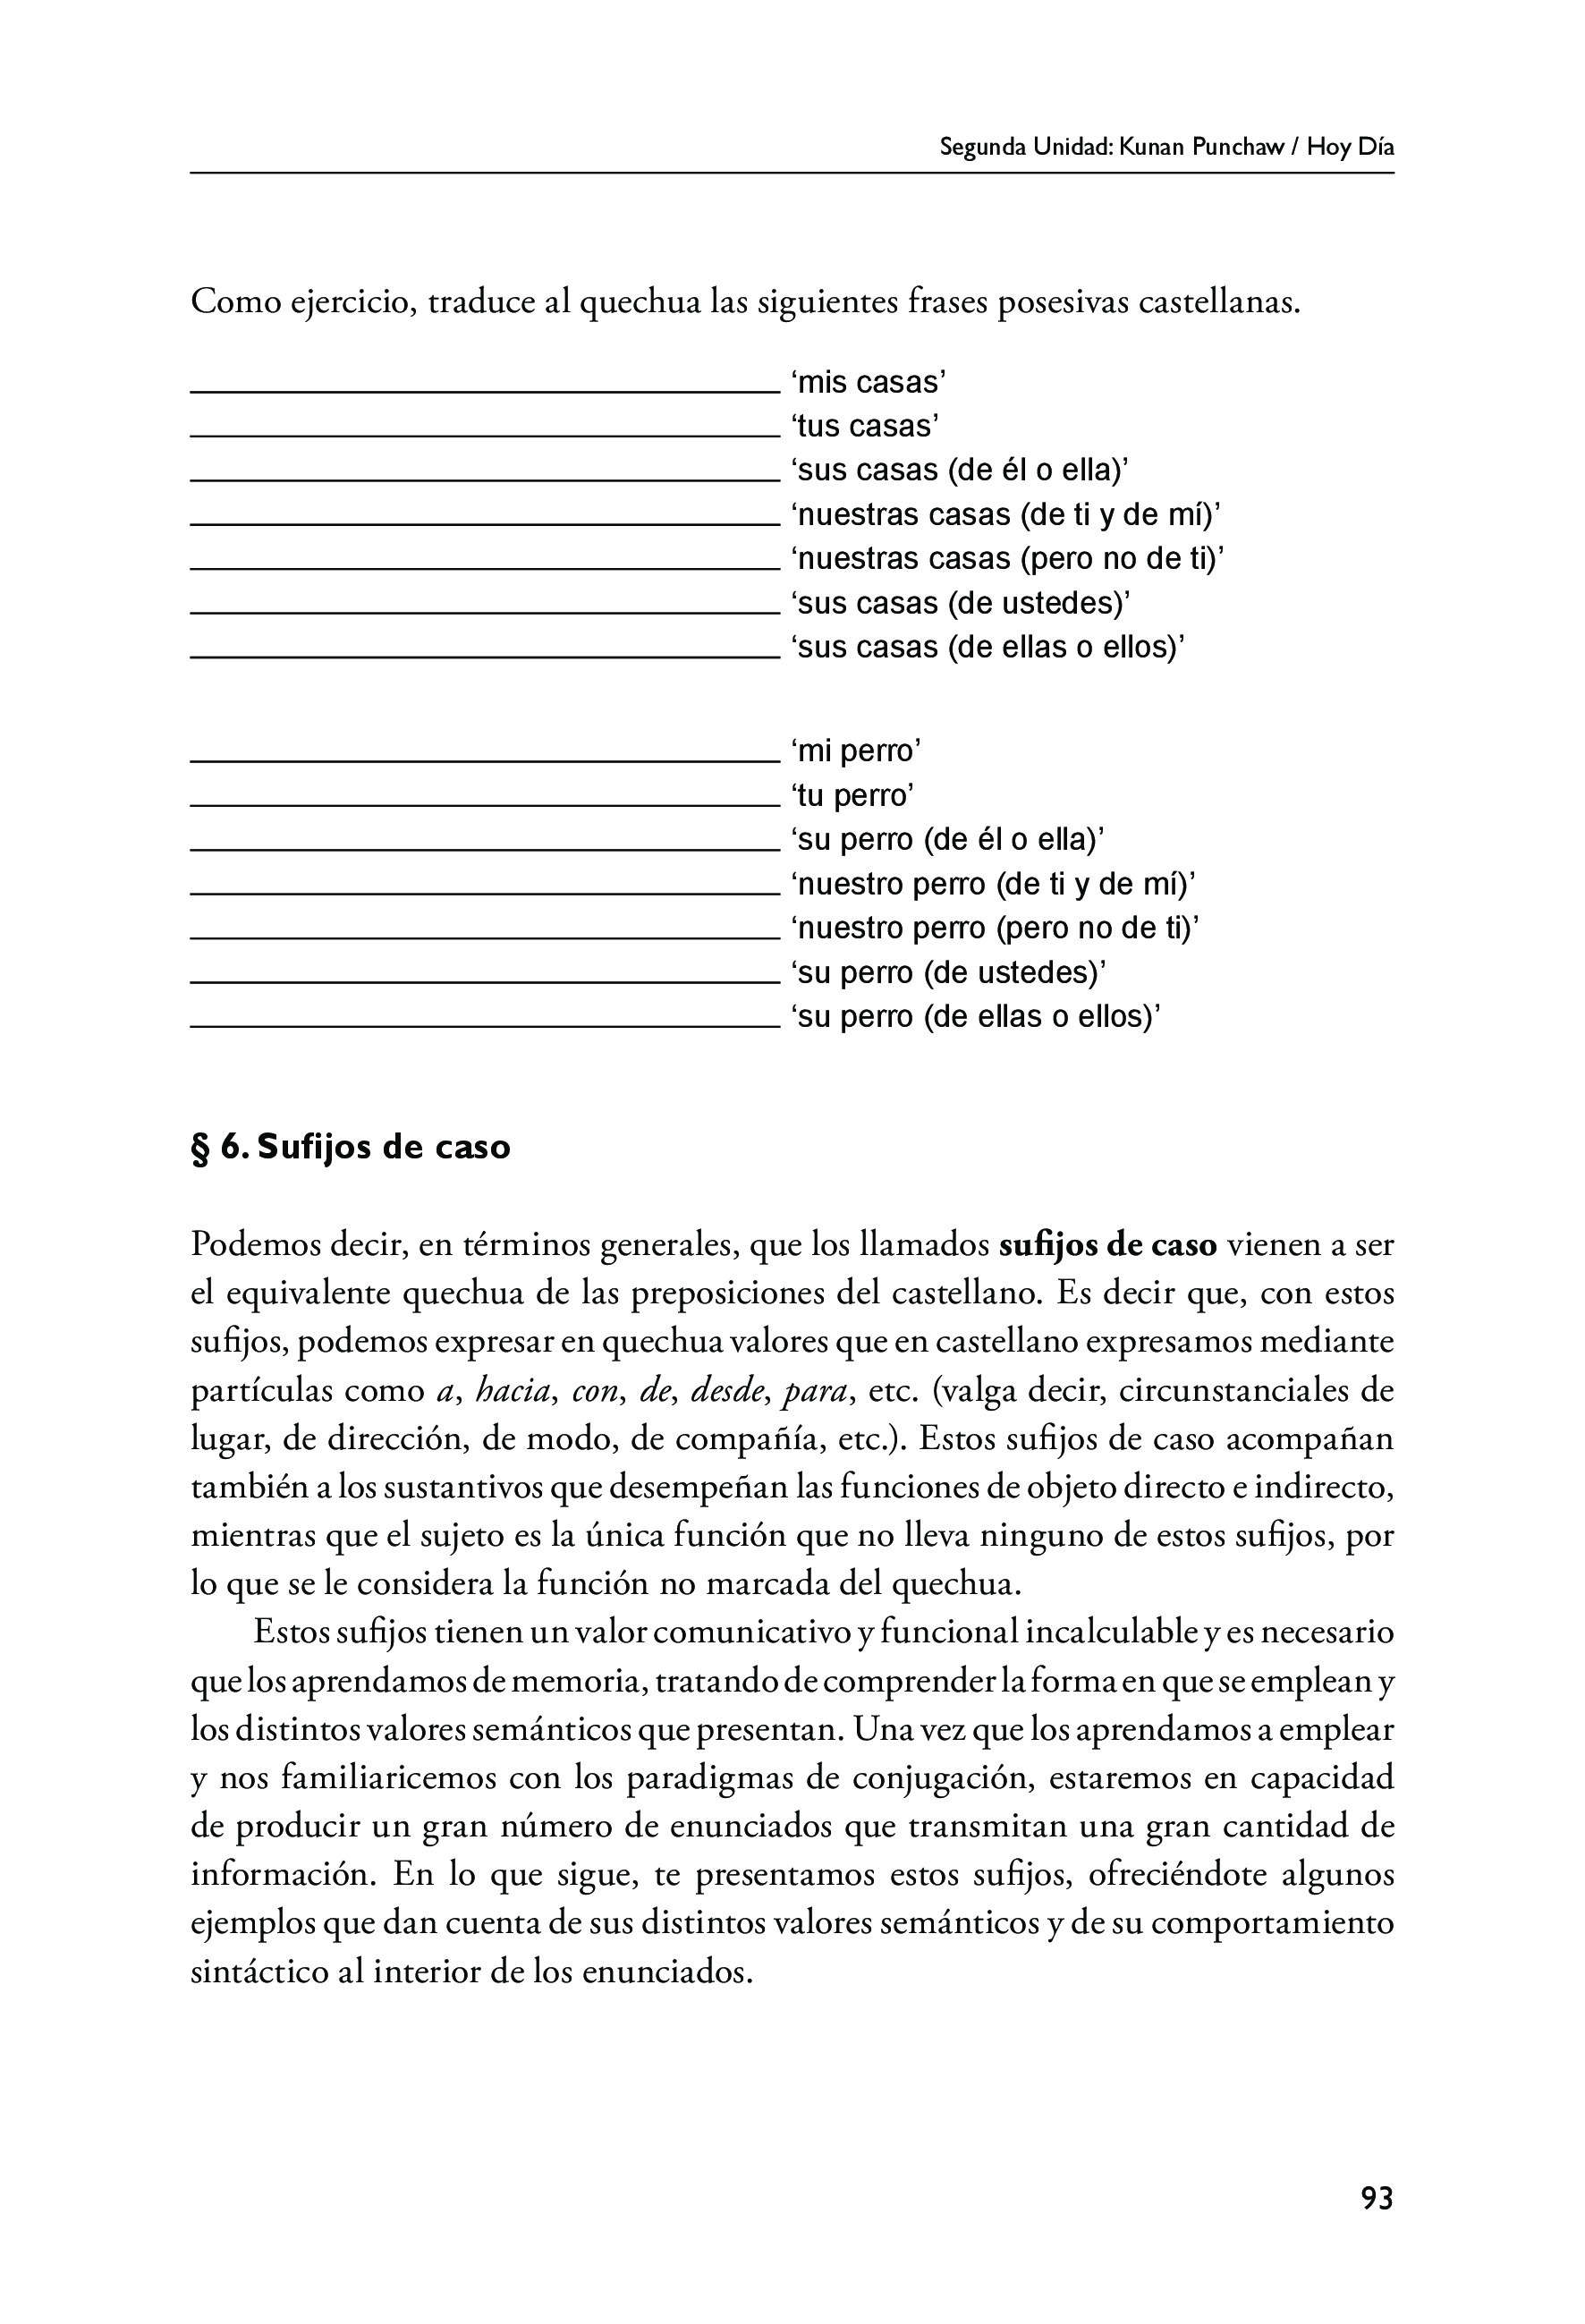 Segunda Unidad: Kunan Punchaw / Hoy Día
Como ejercicio, traduce al quechua las siguientes frases posesivas castellanas.
‘mis casas’
‘tus casas’
‘sus casas (de él o ella)’
‘nuestras casas (de ti y de mí)’
‘nuestras casas (pero no de ti)’
‘sus casas (de ustedes)’
‘sus casas (de ellas o ellos)’
‘mi perro’
‘tu perro’
‘su perro (de él o ella)’
‘nuestro perro (de ti y de mí)’
‘nuestro perro (pero no de ti)’
‘su perro (de ustedes)’
‘su perro (de ellas o ellos)’
§ 6. Sufijos de caso
Podemos decir, en términos generales, que los llamados sufijos de caso vienen a ser
el equivalente quechua de las preposiciones del castellano. Es decir que, con estos
sufijos, podemos expresar en quechua valores que en castellano expresamos mediante
partículas como a, hacia, con, de, desde, para, etc. (valga decir, circunstanciales de
lugar, de dirección, de modo, de compañía, etc.). Estos sufijos de caso acompañan
también a los sustantivos que desempeñan las funciones de objeto directo e indirecto,
mientras que el sujeto es la única función que no lleva ninguno de estos sufijos, por
lo que se le considera la función no marcada del quechua.
Estos sufijos tienen un valor comunicativo y funcional incalculable y es necesario
que los aprendamos de memoria, tratando de comprender la forma en que se emplean y
los distintos valores semánticos que presentan. Una vez que los aprendamos a emplear
y nos familiaricemos con los paradigmas de conjugación, estaremos en capacidad
de producir un gran número de enunciados que transmitan una gran cantidad de
información. En lo que sigue, te presentamos estos sufijos, ofreciéndote algunos
ejemplos que dan cuenta de sus distintos valores semánticos y de su comportamiento
sintáctico al interior de los enunciados.
93